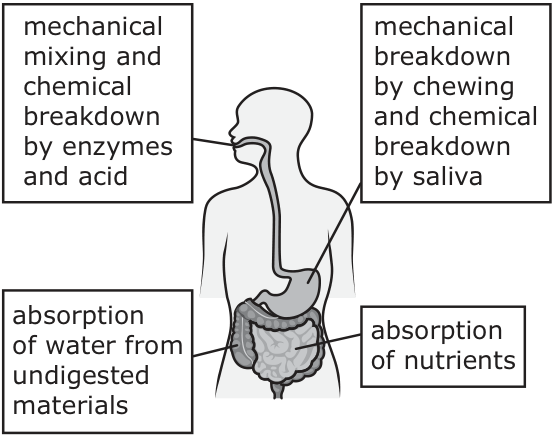 mechanical
mixing and
chemical
breakdown
by enzymes
and acid
mechanical
breakdown
by chewing
and chemical
breakdown
by saliva
absorption
of water from
undigested
materials
absorption
of nutrients